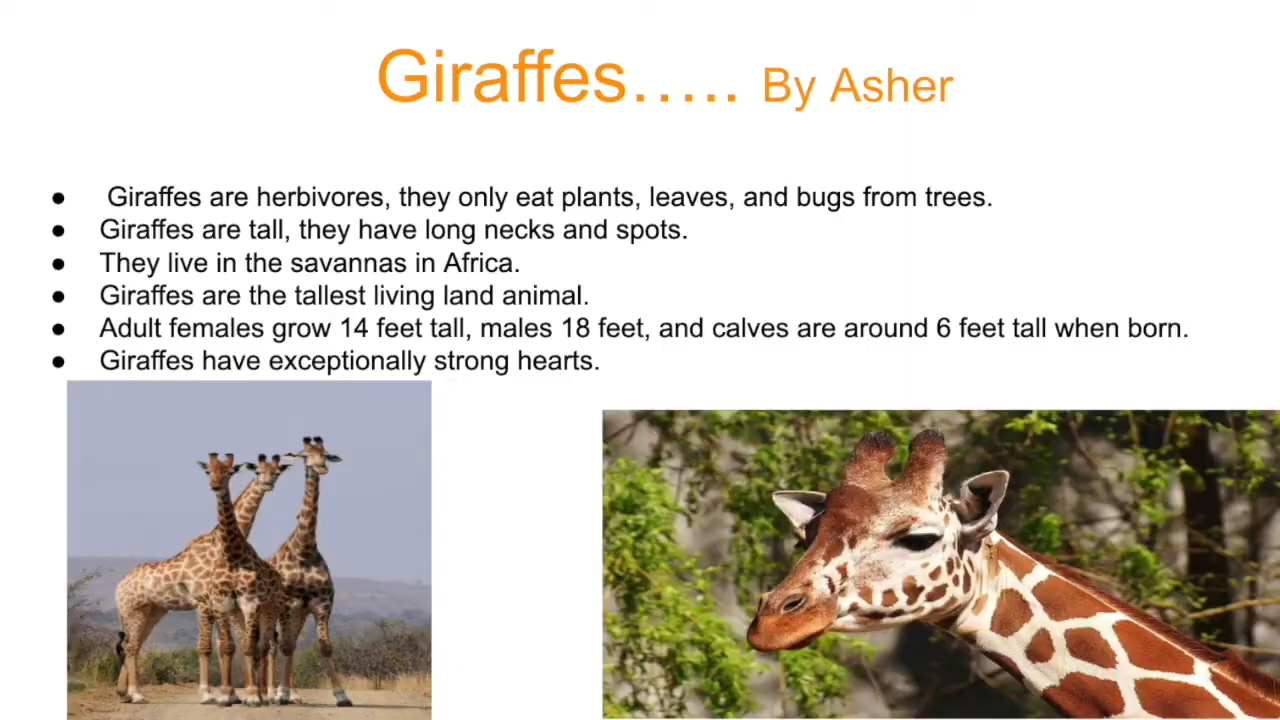 Giraffes….. By Asher
● Giraffes are herbivores, they only eat plants, leaves, and bugs from trees.
● Giraffes are tall, they have long necks and spots.
● They live in the savannas in Africa.
● Giraffes are the tallest living land animal.
● Adult females grow 14 feet tall, males 18 feet, and calves are around 6 feet tall when born.
● Giraffes have exceptionally strong hearts.